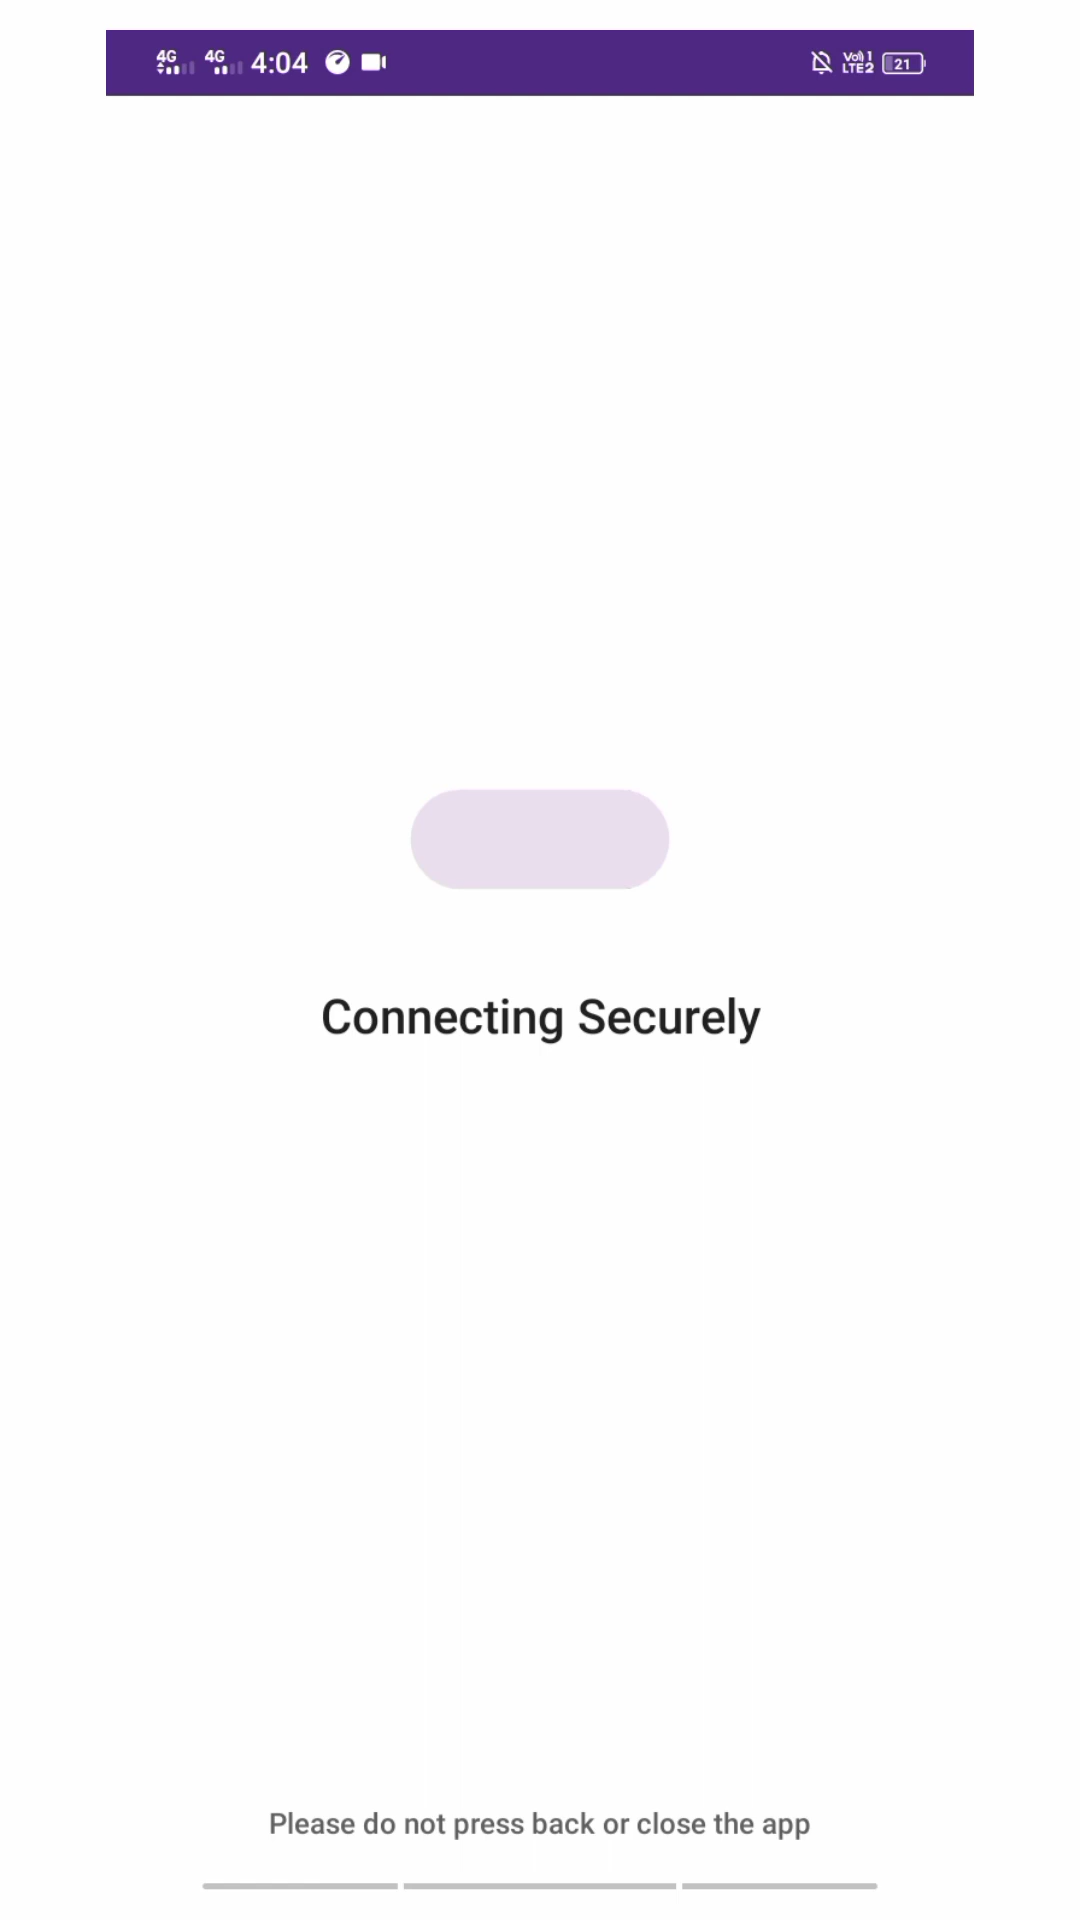 4G 4G 4:04 Vo)) 1 LTE2 21
Connecting Securely
Please do not press back or close the app